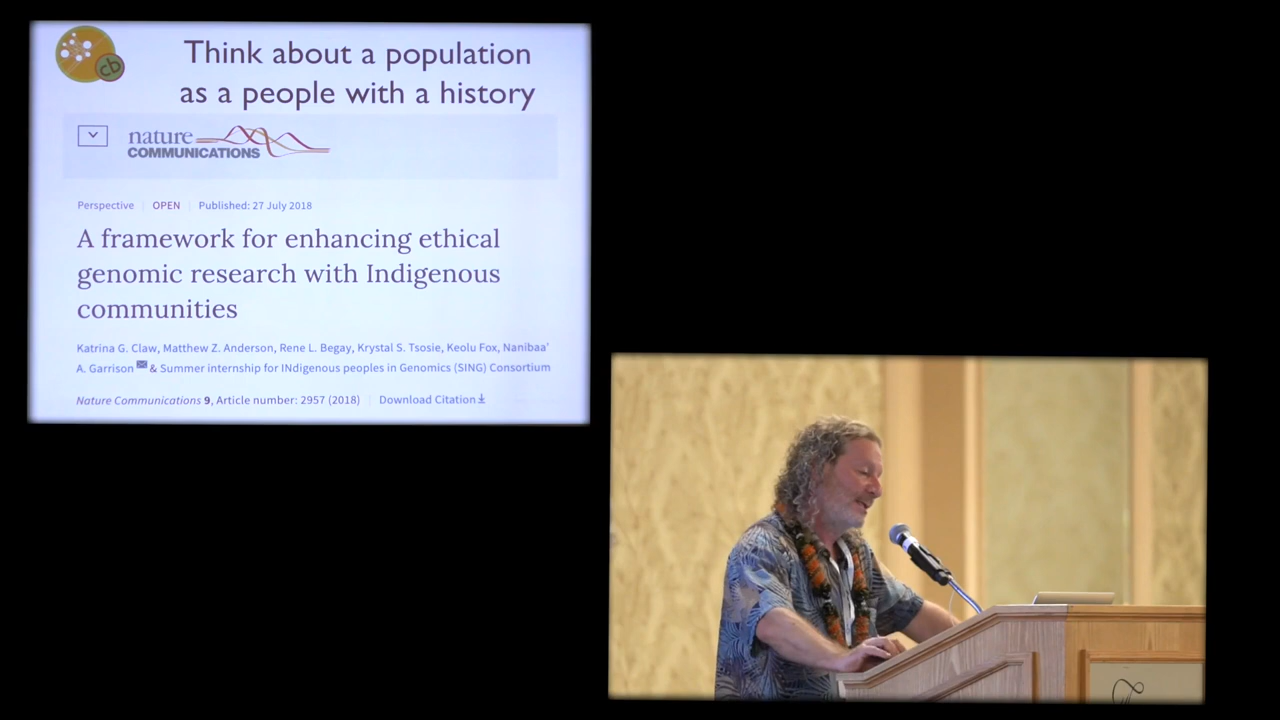 cb
Think about a population
as a people with a history
nature
COMMUNICATIONS
Perspective OPEN Published: 27 July 2018
A framework for enhancing ethical
genomic research with Indigenous
communities
Katrina G. Claw, Matthew Z. Anderson, Rene L. Begay, Krystal S. Tsosie, Keolu Fox, Nanibaa'
A. Garrison & Summer internship for INdigenous peoples in Genomics (SING) Consortium
Nature Communications 9, Article number: 2957 (2018) Download Citation